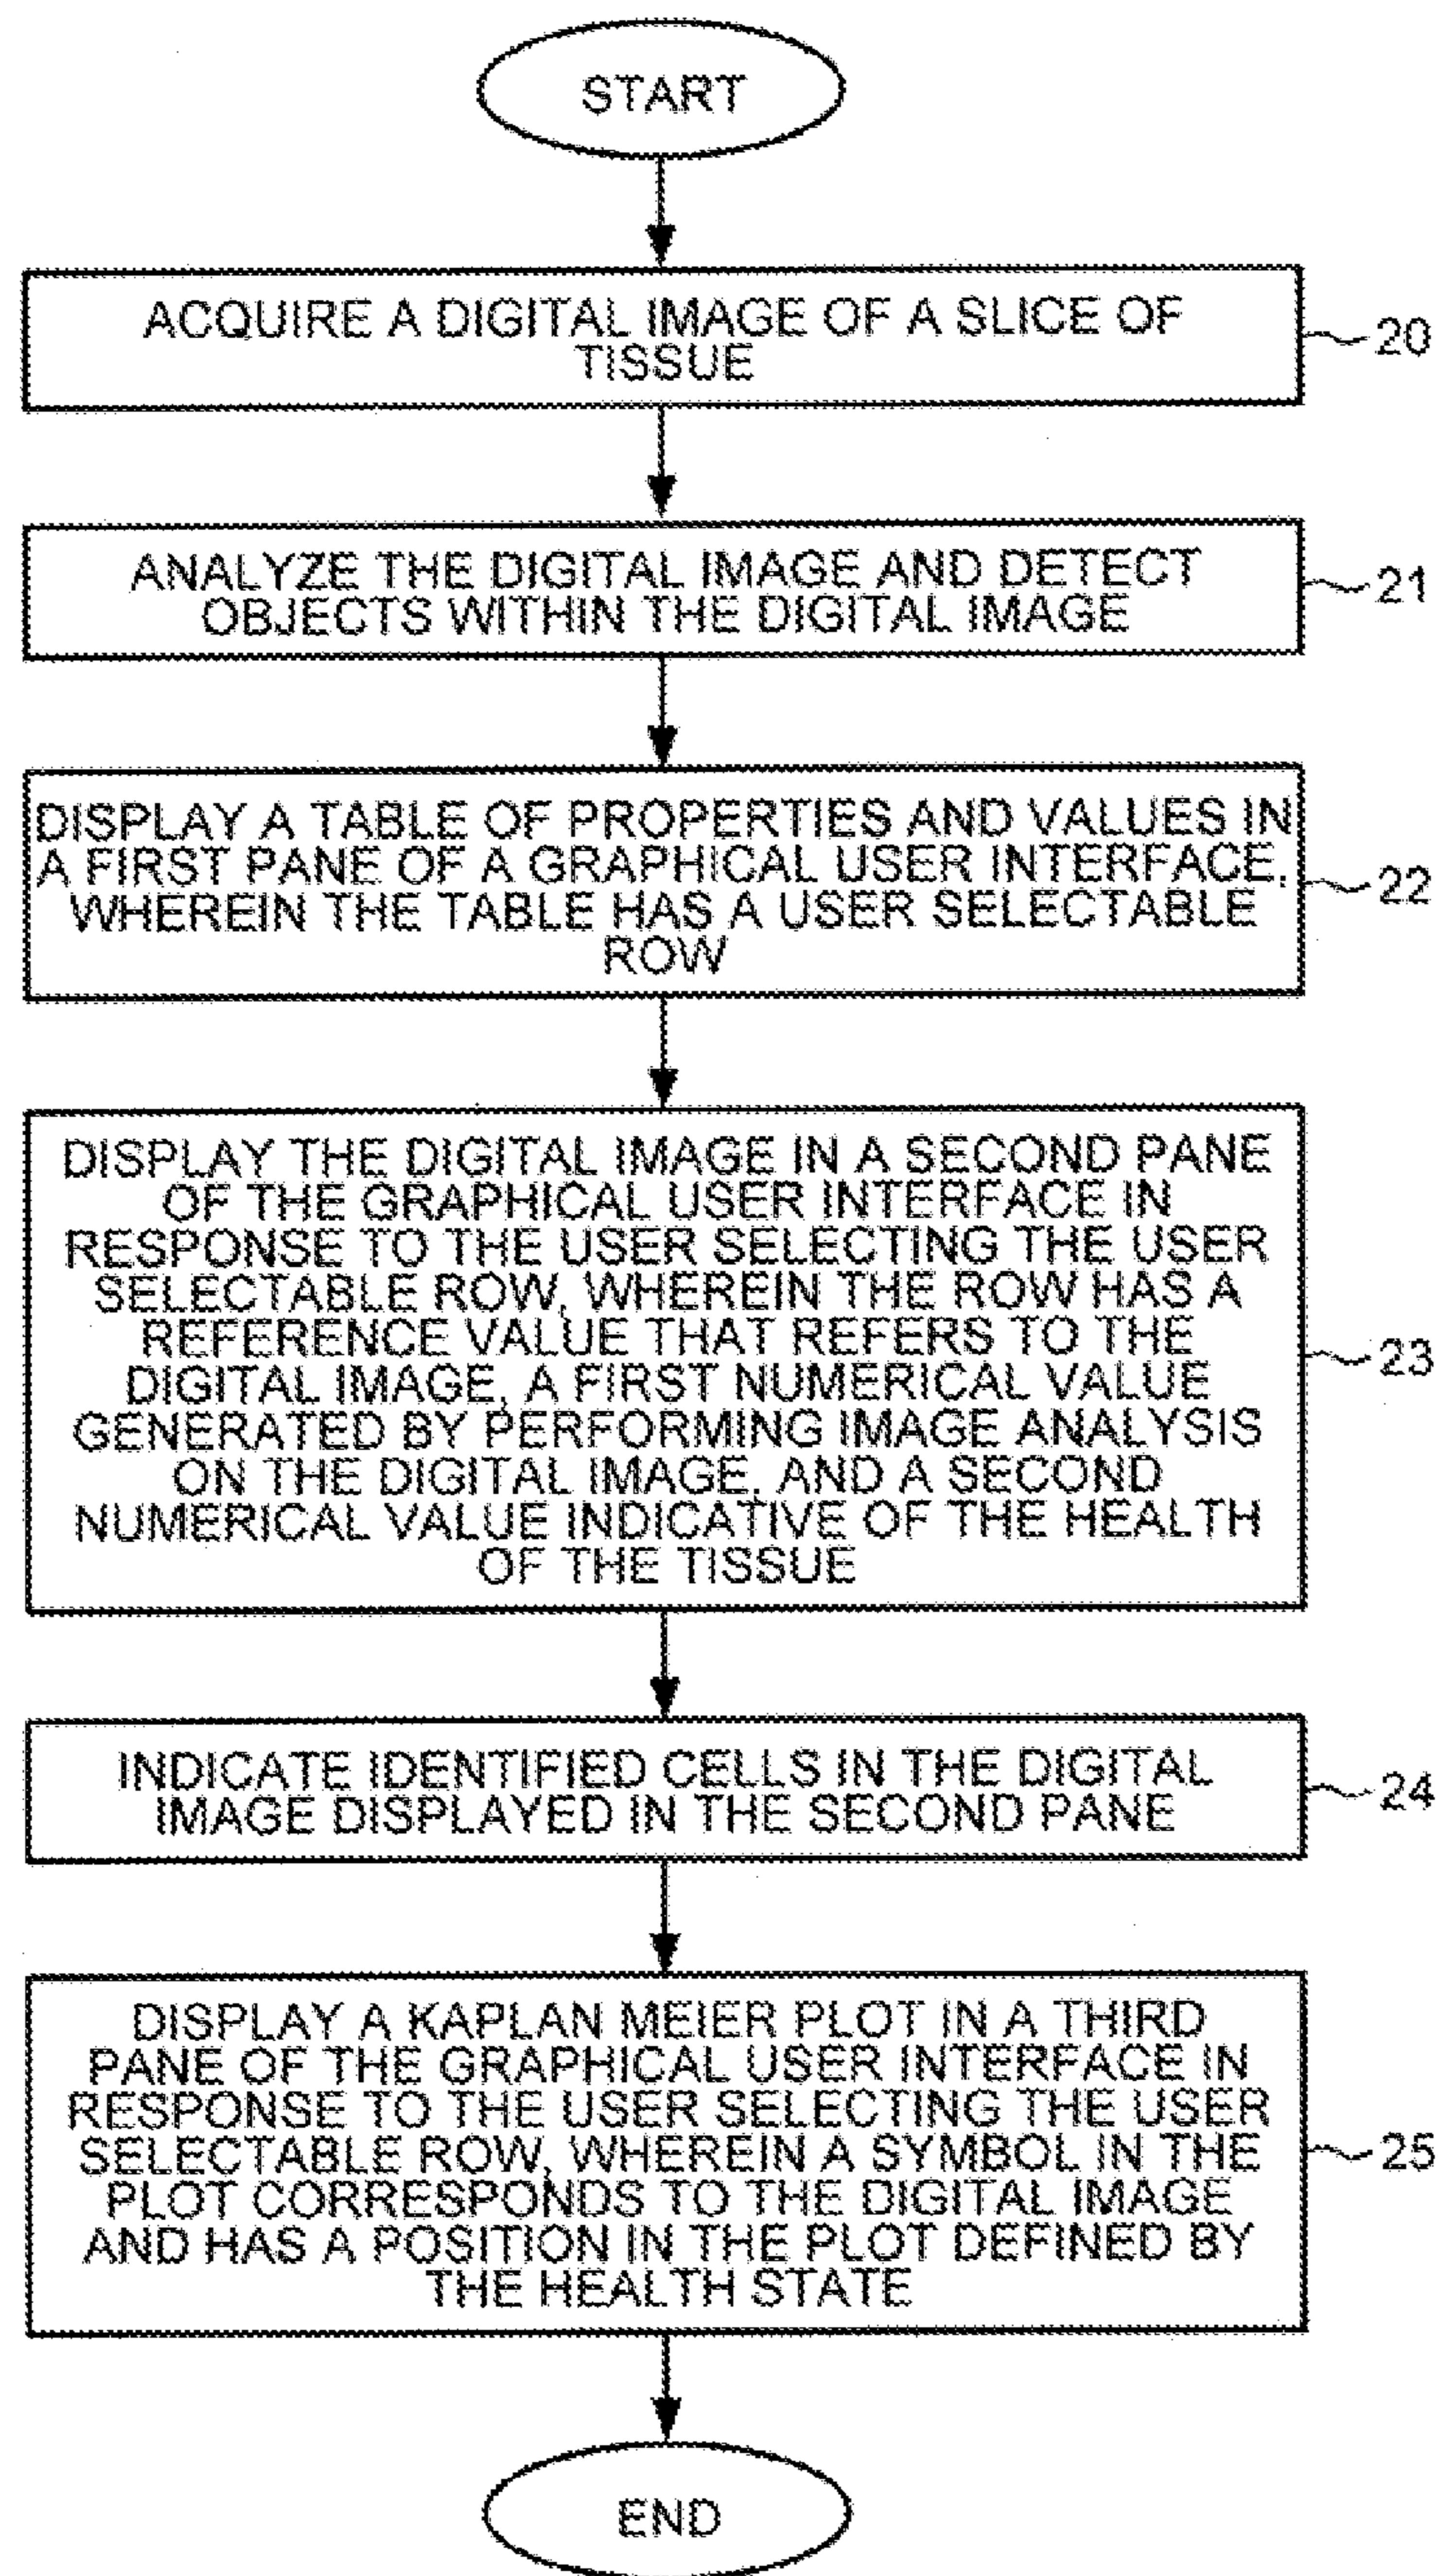 START
ACQUIRE A DIGITAL IMAGE OF A SLICE OF
TISSUE
20
ANALYZE THE DIGITAL IMAGE AND DETECT
OBJECTS WITHIN THE DIGITAL IMAGE
21
DISPLAY A TABLE OF PROPERTIES AND VALUES IN
A FIRST PANE OF A GRAPHICAL USER INTERFACE,
WHEREIN THE TABLE HAS A USER SELECTABLE
ROW
22
DISPLAY THE DIGITAL IMAGE IN A SECOND PANE
OF THE GRAPHICAL USER INTERFACE IN
RESPONSE TO THE USER SELECTING THE USER
SELECTABLE ROW, WHEREIN THE ROW HAS A
REFERENCE VALUE THAT REFERS TO THE
DIGITAL IMAGE, A FIRST NUMERICAL VALUE
GENERATED BY PERFORMING IMAGE ANALYSIS
ON THE DIGITAL IMAGE, AND A SECOND
NUMERICAL VALUE INDICATIVE OF THE HEALTH
OF THE TISSUE
23
INDICATE IDENTIFIED CELLS IN THE DIGITAL
IMAGE DISPLAYED IN THE SECOND PANE
24
DISPLAY A KAPLAN MEIER PLOT IN A THIRD
PANE OF THE GRAPHICAL USER INTERFACE IN
RESPONSE TO THE USER SELECTING THE USER
SELECTABLE ROW, WHEREIN A SYMBOL IN THE
PLOT CORRESPONDS TO THE DIGITAL IMAGE
AND HAS A POSITION IN THE PLOT DEFINED BY
THE HEALTH STATE
25
END